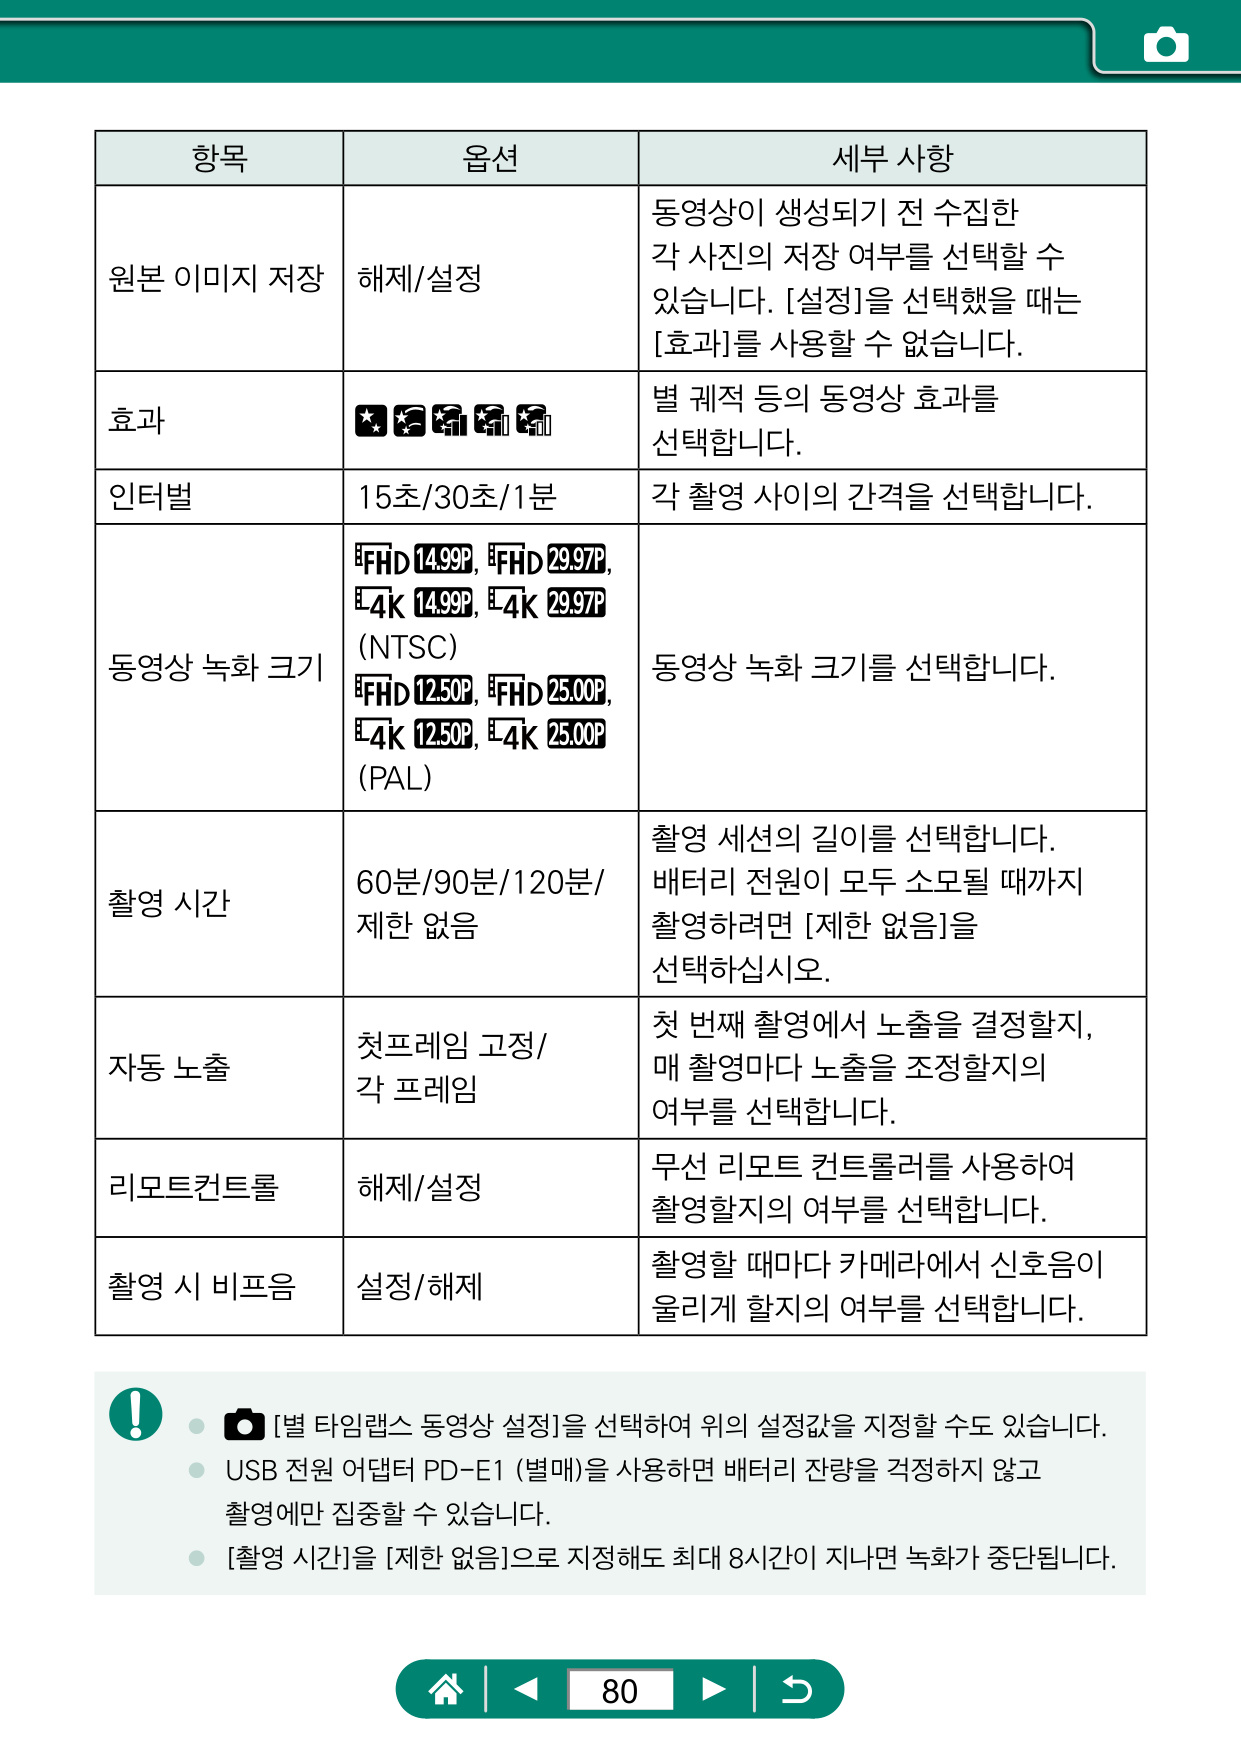 항목 옵션 세부 사항
원본 이미지 저장 해제/설정
동영상이 생성되기 전 수집한
각 사진의 저장 여부를 선택할 수
있습니다. [설정]을 선택했을 때는
[효과]를 사용할 수 없습니다.
효과
별 궤적 등의 동영상 효과를
선택합니다.
인터벌 15초/30초/1분 각 촬영 사이의 간격을 선택합니다.
동영상 녹화 크기
FHD 14.99P, FHD 29.97P,
4K 14.99P, 4K 29.97P
(NTSC)
FHD 12.50P, FHD 25.00P,
4K 12.50P, 4K 25.00P
(PAL)
동영상 녹화 크기를 선택합니다.
촬영 시간
60분/90분/120분/
제한 없음
촬영 세션의 길이를 선택합니다.
배터리 전원이 모두 소모될 때까지
촬영하려면 [제한 없음]을
선택하십시오.
자동 노출
첫프레임 고정/
각 프레임
첫 번째 촬영에서 노출을 결정할지,
매 촬영마다 노출을 조정할지의
여부를 선택합니다.
리모트컨트롤 해제/설정
무선 리모트 컨트롤러를 사용하여
촬영할지의 여부를 선택합니다.
촬영 시 비프음 설정/해제
촬영할 때마다 카메라에서 신호음이
울리게 할지의 여부를 선택합니다.
● [별 타임랩스 동영상 설정]을 선택하여 위의 설정값을 지정할 수도 있습니다.
● USB 전원 어댑터 PD-E1 (별매)을 사용하면 배터리 잔량을 걱정하지 않고
촬영에만 집중할 수 있습니다.
● [촬영 시간]을 [제한 없음]으로 지정해도 최대 8시간이 지나면 녹화가 중단됩니다.
80